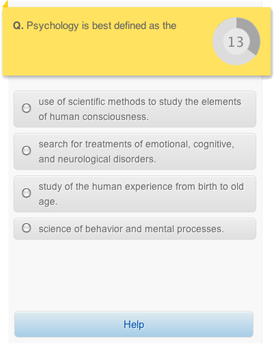 Q. Psychology is best defined as the
13
use of scientific methods to study the elements
of human consciousness.
search for treatments of emotional, cognitive,
and neurological disorders.
study of the human experience from birth to old
age.
science of behavior and mental processes.
Help